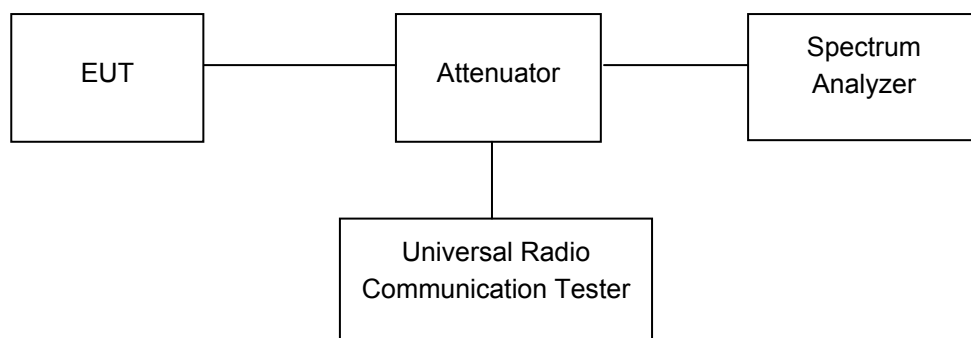 EUT
Attenuator
Spectrum
Analyzer
Universal Radio
Communication Tester